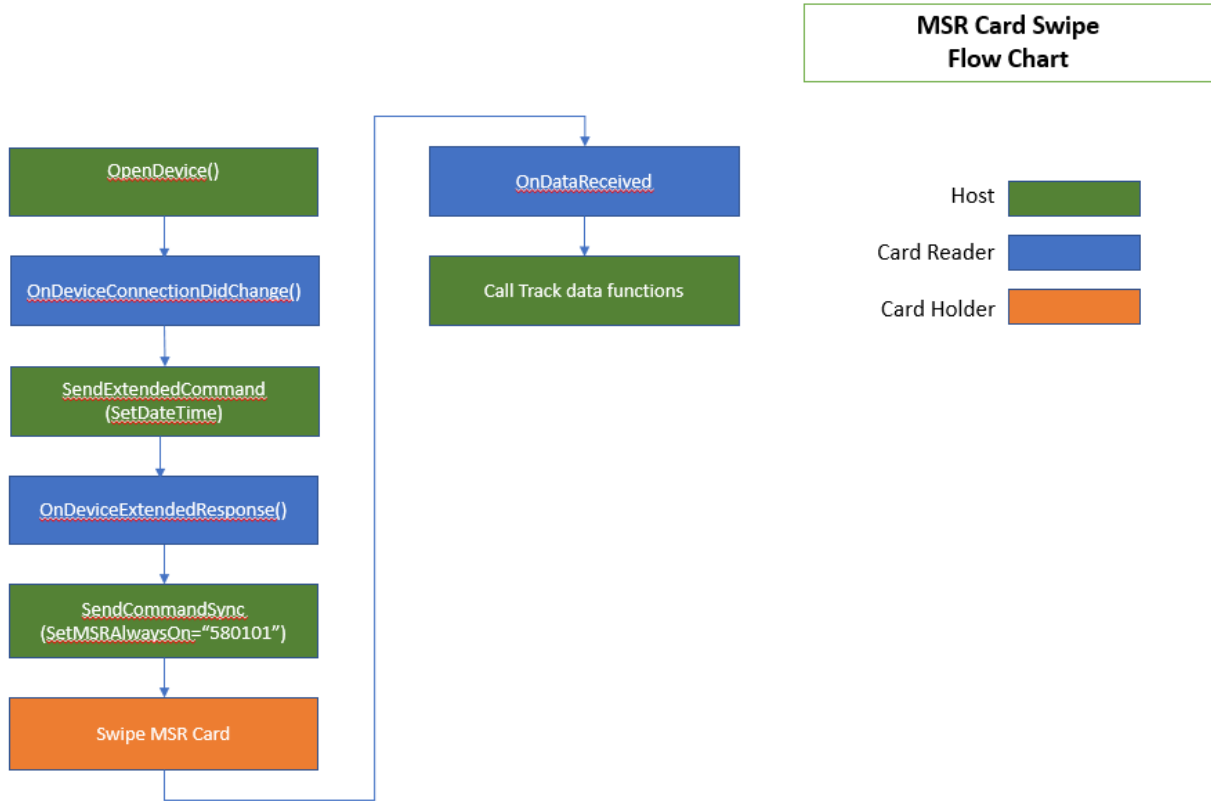 MSR Card Swipe
Flow Chart
OpenDevice()
OnDeviceConnectionDidChange()
SendExtendedCommand
(SetDateTime)
OnDeviceExtendedResponse()
SendCommandSync
(SetMSRAlwaysOn=“580101”)
Swipe MSR Card
OnDataReceived
Call Track data functions
Host
Card Reader
Card Holder